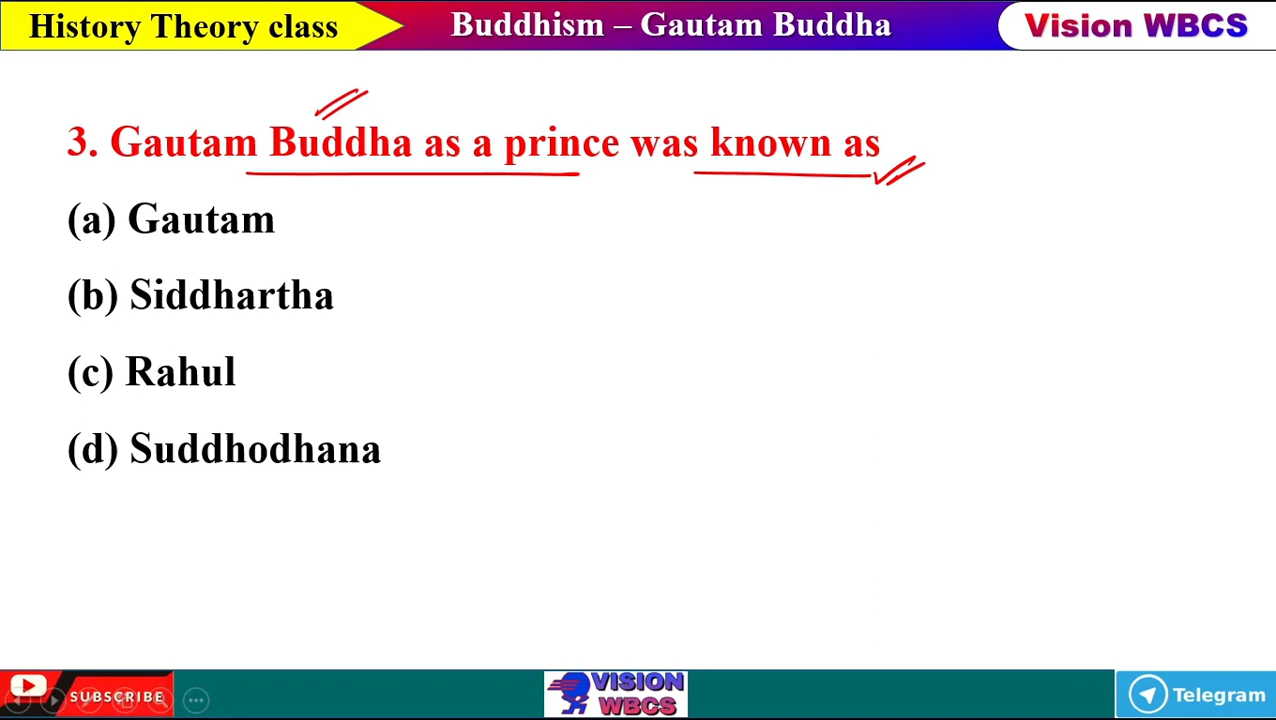 History Theory class
Buddhism – Gautam Buddha
Vision WBCS
3. Gautam Buddha as a prince was known as
(a) Gautam
(b) Siddhartha
(c) Rahul
(d) Suddhodhana
SUBSCRIBE
VISION
WBCS
Telegram